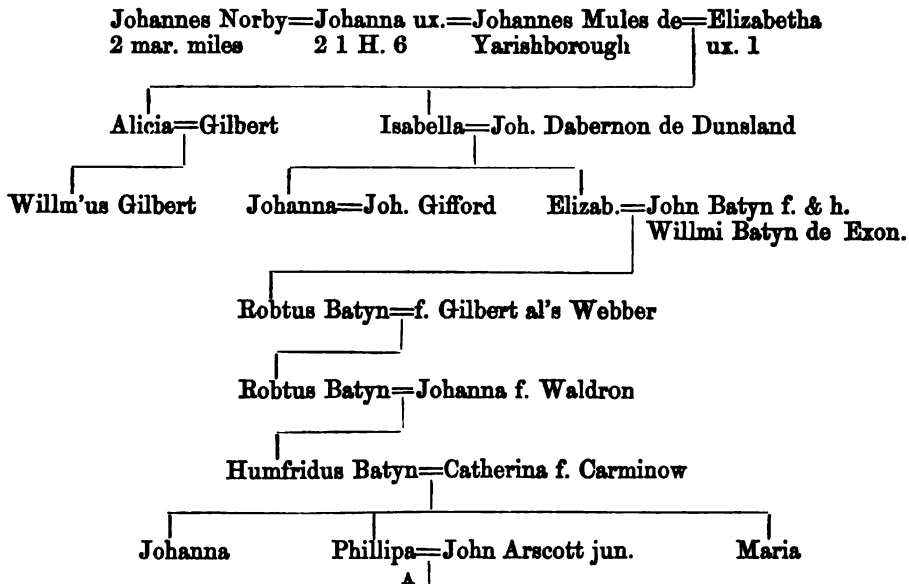 Johannes Norby=Johanna ux.=Johannes Mules de=Elizabetha
2 mar. miles 2 1 H. 6 Yarishborough ux. 1
Alicia=Gilbert Isabella=Joh. Dabernon de Dunsland
Willm'us Gilbert Johanna=Joh. Gifford Elizab.=John Batyn f. & h.
Willmi Batyn de Exon.
Robtus Batyn=f. Gilbert al's Webber
Robtus Batyn=Johanna f. Waldron
Humfridus Batyn=Catherina f. Carminow
Johanna Phillipa=John Arscott jun. Maria
A